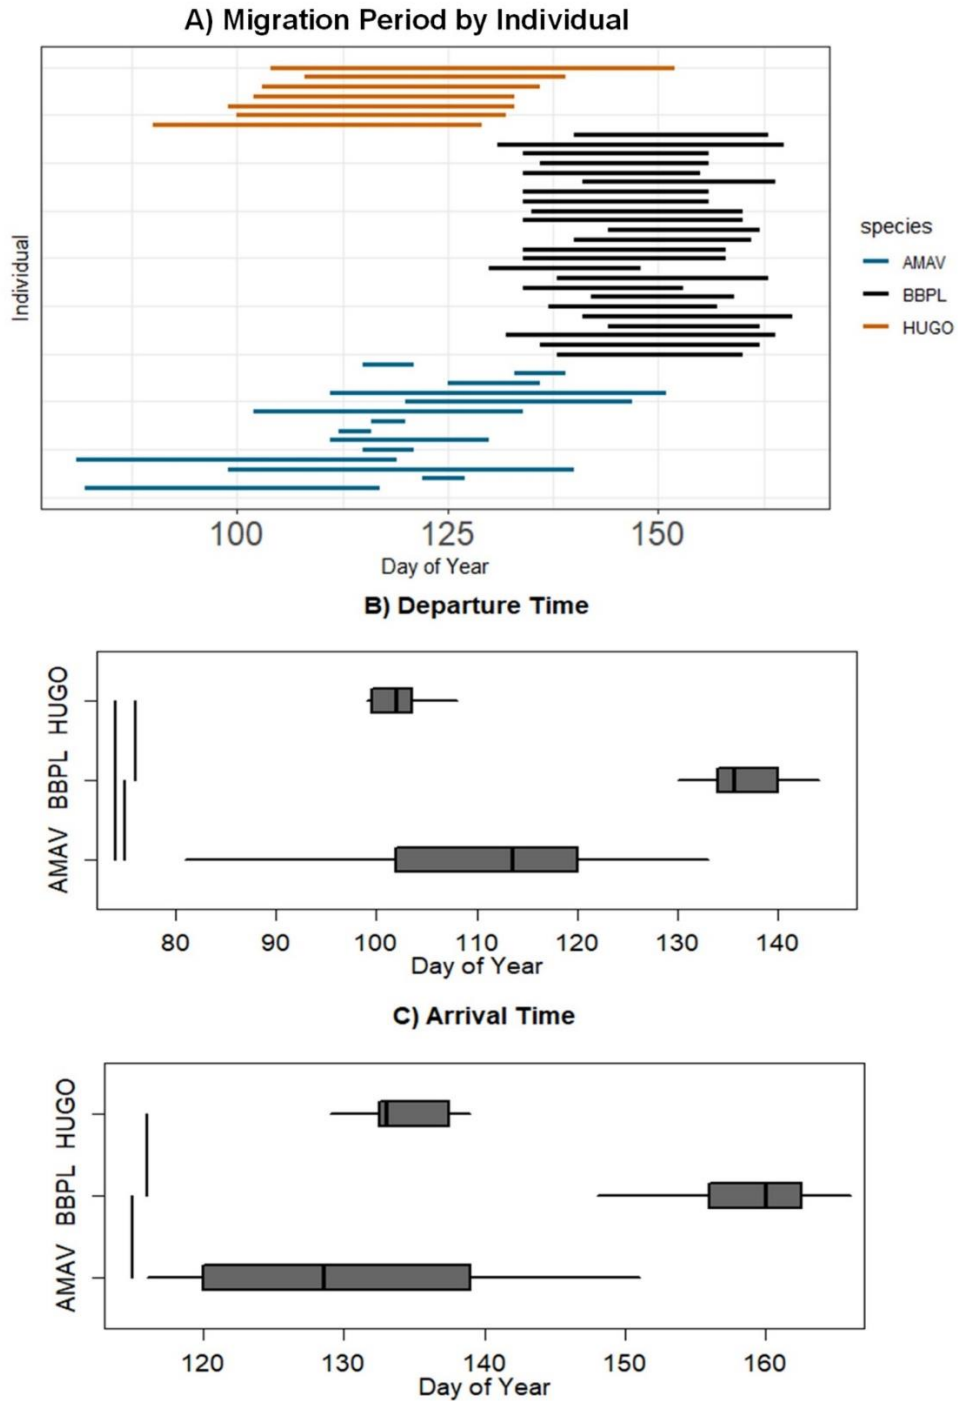 A) Migration Period by Individual
Individual
species
AMAV
BBPL
HUGO
100 125 150
Day of Year
B) Departure Time
HUGO
BBPL
AMAV
80 90 100 110 120 130 140
Day of Year
C) Arrival Time
HUGO
BBPL
AMAV
120 130 140 150 160
Day of Year